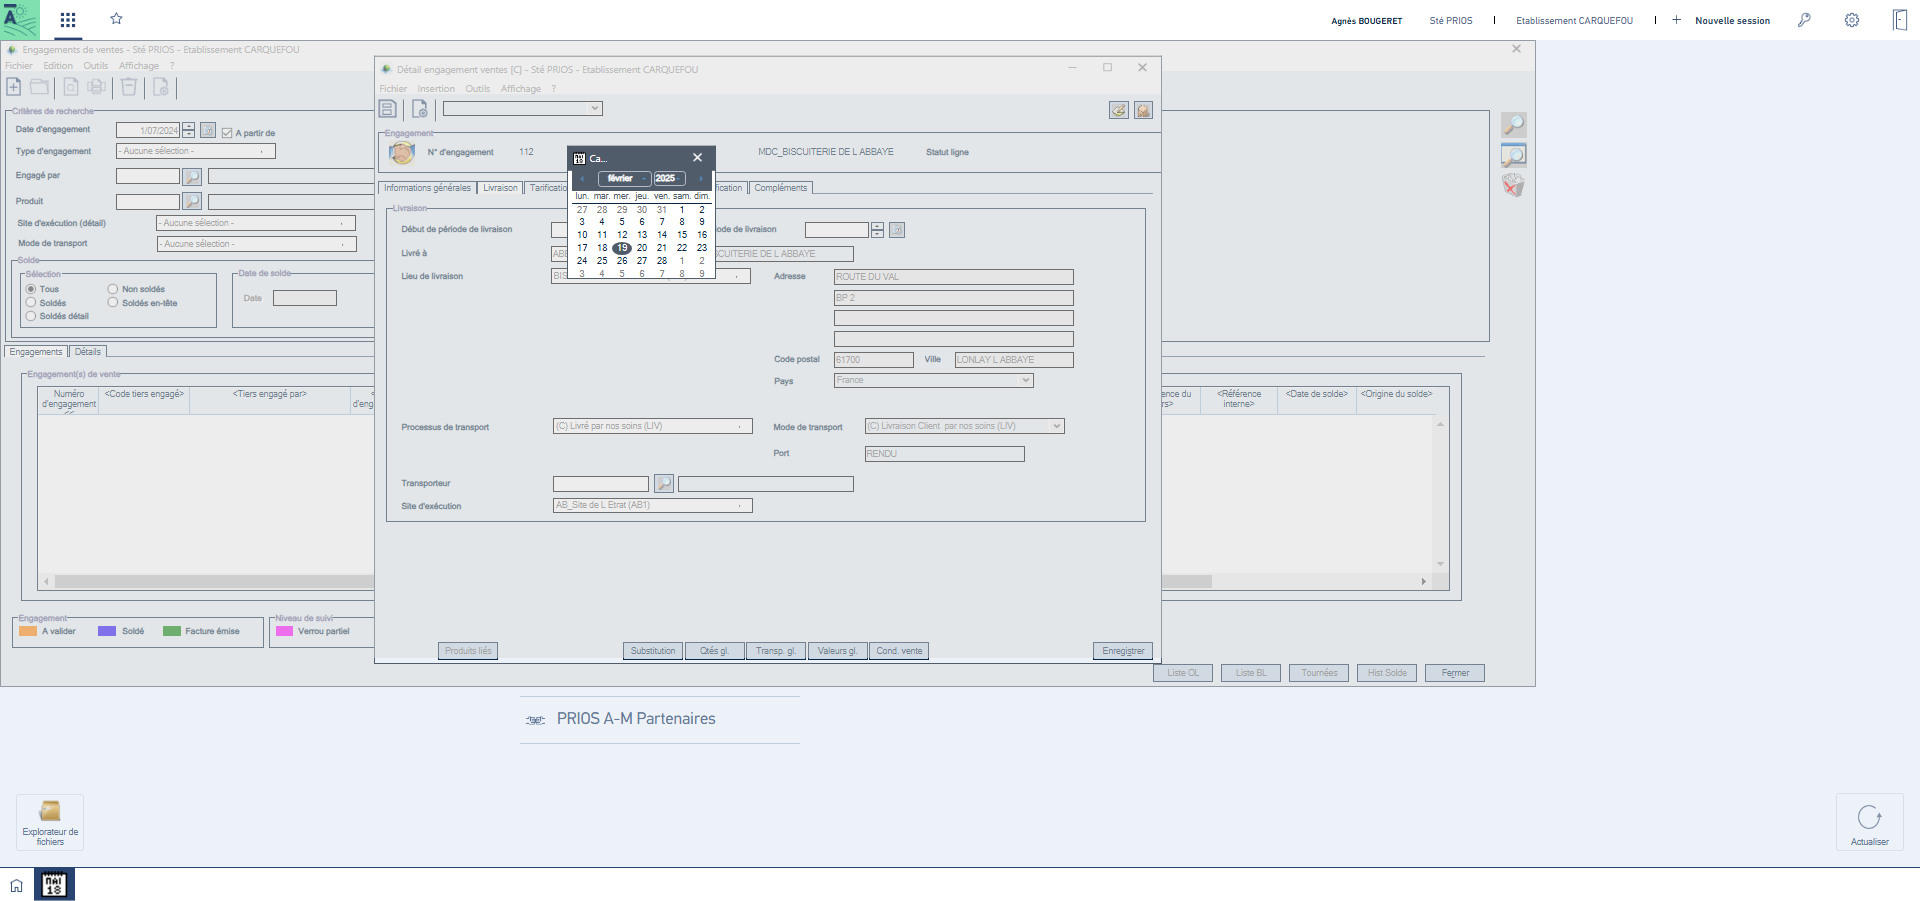 Agnès BOUGERET
Sté PRIOS
Etablissement CARQUEFOU
Nouvelle session
Engagements de ventes - Sté PRIOS - Etablissement CARQUEFOU
Fichier Edition Outils Affichage ?
Critères de recherche
Date d'engagement 1/07/2024 A partir de
Type d'engagement - Aucune sélection -
Engagé par
Produit
Site d'exécution (détail) - Aucune sélection -
Mode de transport - Aucune sélection -
Solde
Sélection
Tous Non soldés
Soldés Soldés en-tête
Soldés détail
Date de solde
Date
Engagements Détails
Engagement(s) de vente
Numéro d'engagement <<
<Code tiers engagé>
<Tiers engagé par>
<Référence interne>
<Date de solde>
<Origine du solde>
Engagement
A valider Soldé Facture émise
Niveau de suivi
Verrou partiel
Liste OL Liste BL Tournées Hist Solde Fermer
Détail engagement ventes [C] - Sté PRIOS - Etablissement CARQUEFOU
Fichier Insertion Outils Affichage ?
Engagement
N° d'engagement 112 MDC_BISCUITERIE DE L ABBAYE Statut ligne
Informations générales Livraison Tarificatio
fication Compléments
Livraison
Début de période de livraison
ode de livraison
Livré à ABB
SCUITERIE DE L ABBAYE
Lieu de livraison BIS
Adresse ROUTE DU VAL
BP 2
Code postal 61700 Ville LONLAY L ABBAYE
Pays France
Processus de transport (C) Livré par nos soins (LIV)
Mode de transport (C) Livraison Client par nos soins (LIV)
Port RENDU
Transporteur
Site d'exécution AB_Site de L Etrat (AB1)
Produits liés Substitution Qtés gl. Transp. gl. Valeurs gl. Cond. vente Enregistrer
Ca...
février 2025
lun. mar. mer. jeu. ven. sam. dim.
27 28 29 30 31 1 2
3 4 5 6 7 8 9
10 11 12 13 14 15 16
17 18 19 20 21 22 23
24 25 26 27 28 1 2
3 4 5 6 7 8 9
PRIOS A-M Partenaires
Explorateur de fichiers
Actualiser
MAI
18